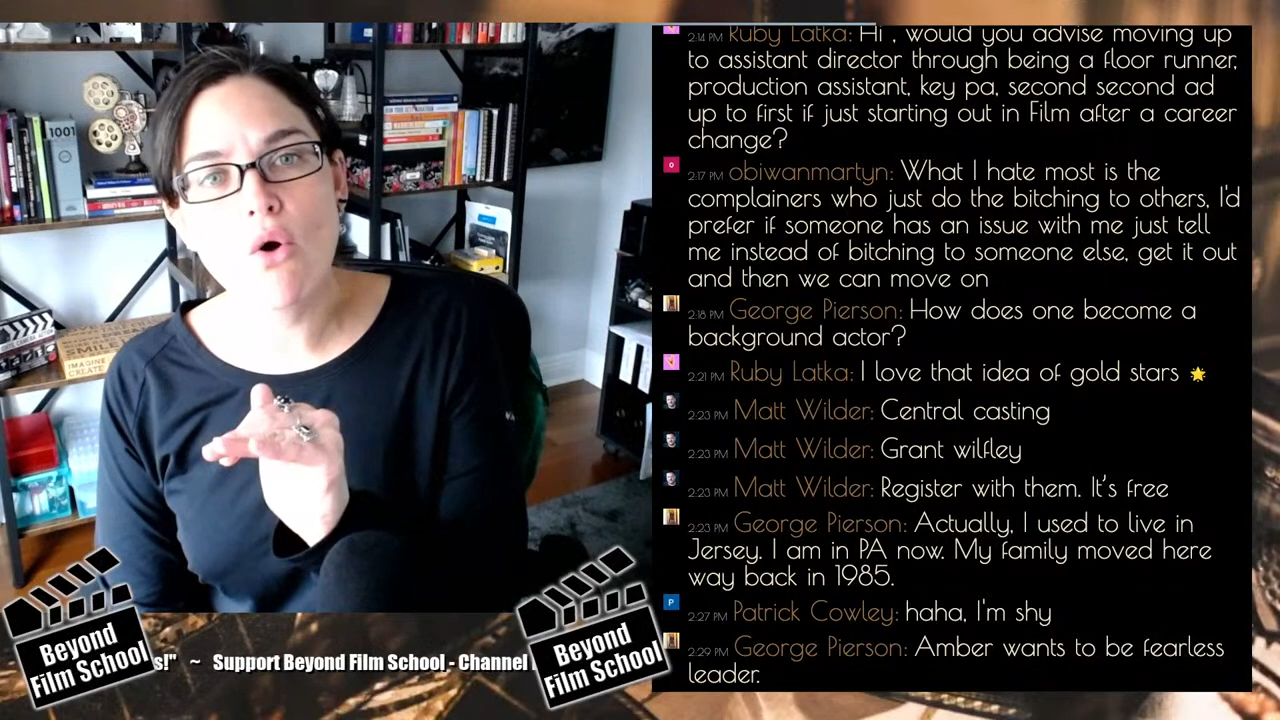 2:14 PM Ruby Latka: Hi , would you advise moving up
to assistant director through being a floor runner,
production assistant, key pa, second second ad
up to first if just starting out in Film after a career
change?
2:17 PM obiwanmartyn: What I hate most is the
complainers who just do the bitching to others, I'd
prefer if someone has an issue with me just tell
me instead of bitching to someone else, get it out
and then we can move on
2:18 PM George Pierson: How does one become a
background actor?
2:21 PM Ruby Latka: I love that idea of gold stars 🌟
2:23 PM Matt Wilder: Central casting
2:23 PM Matt Wilder: Grant wilfley
2:23 PM Matt Wilder: Register with them. It's free
2:23 PM George Pierson: Actually, I used to live in
Jersey. I am in PA now. My family moved here
way back in 1985.
P
2:27 PM Patrick Cowley: haha, I'm shy
2:29 PM George Pierson: Amber wants to be fearless
leader.
1001
IMAGINE
CREATE
Beyond
Film School
s!" ~ Support Beyond Film School - Channel
Beyond
Film School